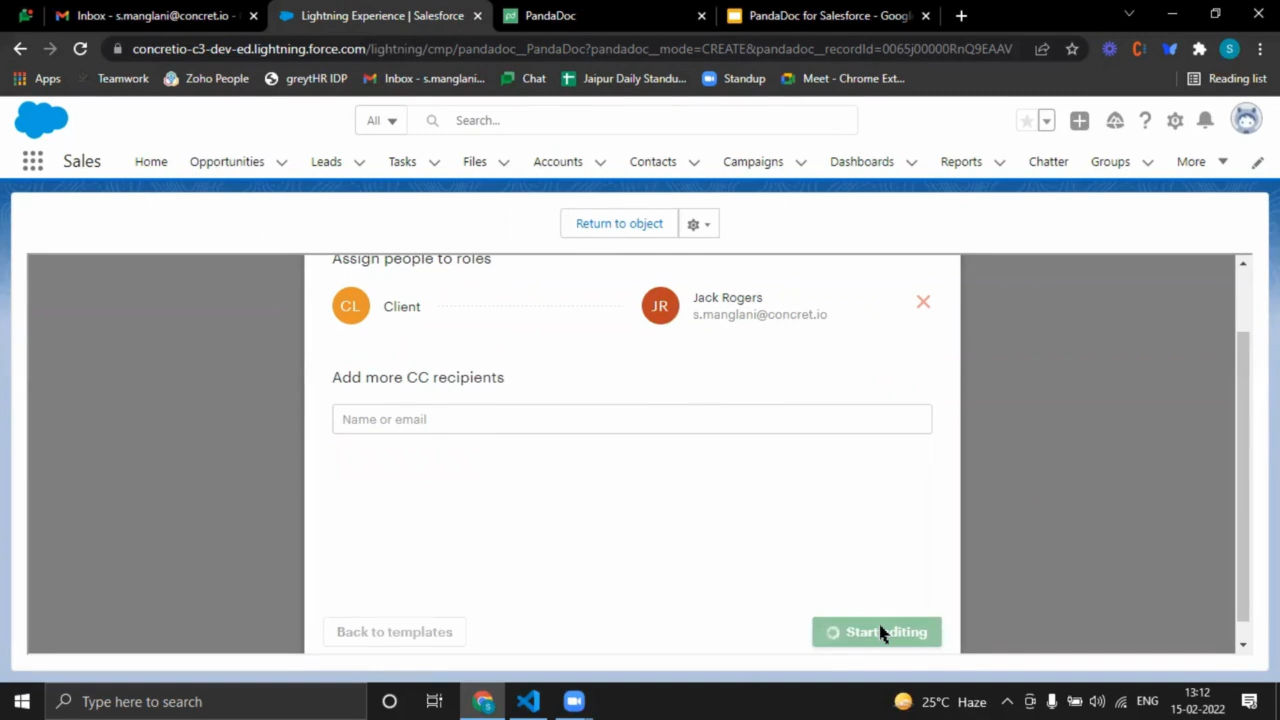 Inbox - s.manglani@concret.io -
Lightning Experience | Salesforce
pd
PandaDoc
PandaDoc for Salesforce - Googl
concretio-c3-dev-ed.lightning.force.com/lightning/cmp/pandadoc__PandaDoc?pandadoc__mode=CREATE&pandadoc__recordId=0065j00000RnQ9EAAV
S
Apps
Teamwork
Zoho People
greytHR IDP
Inbox - s.manglani...
Chat
Jaipur Daily Standu...
Standup
Meet - Chrome Ext...
Reading list
All
Search...
Sales
Home
Opportunities
Leads
Tasks
Files
Accounts
Contacts
Campaigns
Dashboards
Reports
Chatter
Groups
More
Return to object
Assign people to roles
CL
Client
JR
Jack Rogers
s.manglani@concret.io
Add more CC recipients
Name or email
Back to templates
Start editing
Type here to search
25°C Haze
ENG
13:12
15-02-2022